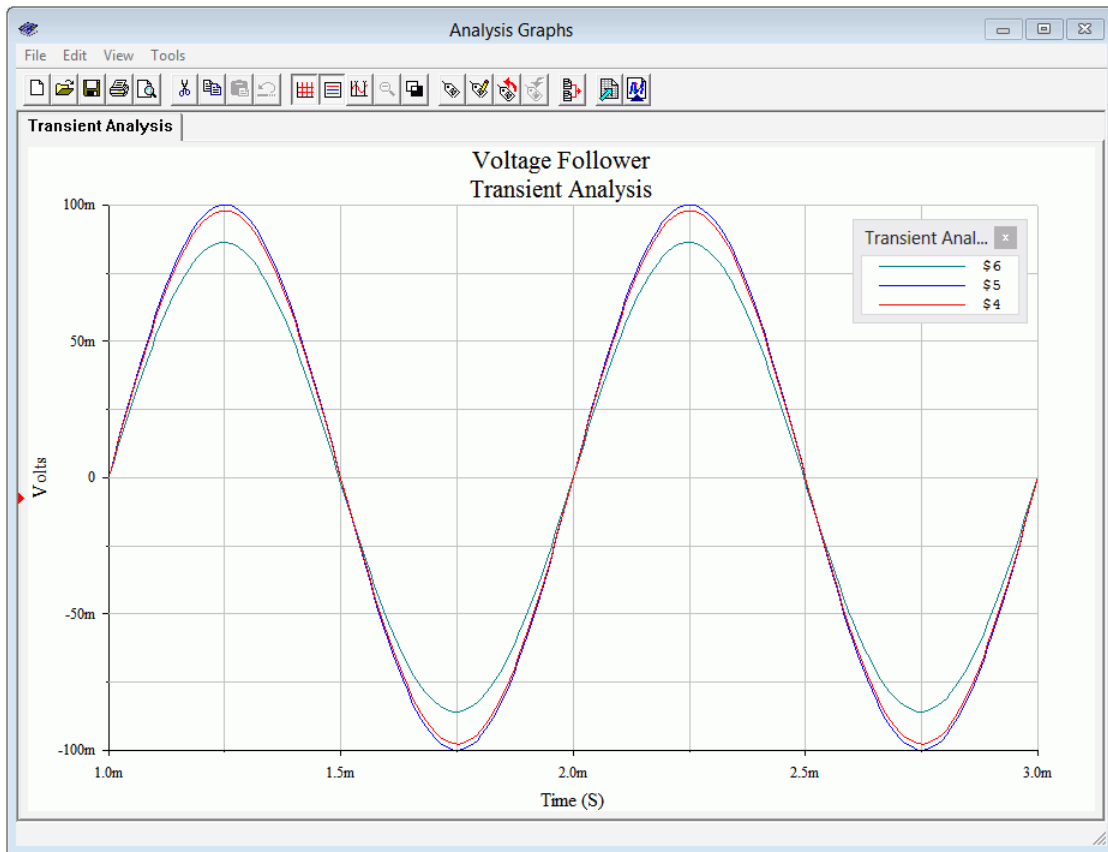 Analysis Graphs
File Edit View Tools
Transient Analysis
Voltage Follower
Transient Analysis
100m
50m
0
-50m
-100m
Volts
1.0m 1.5m 2.0m 2.5m 3.0m
Time (S)
Transient Anal... x
$6
$5
$4